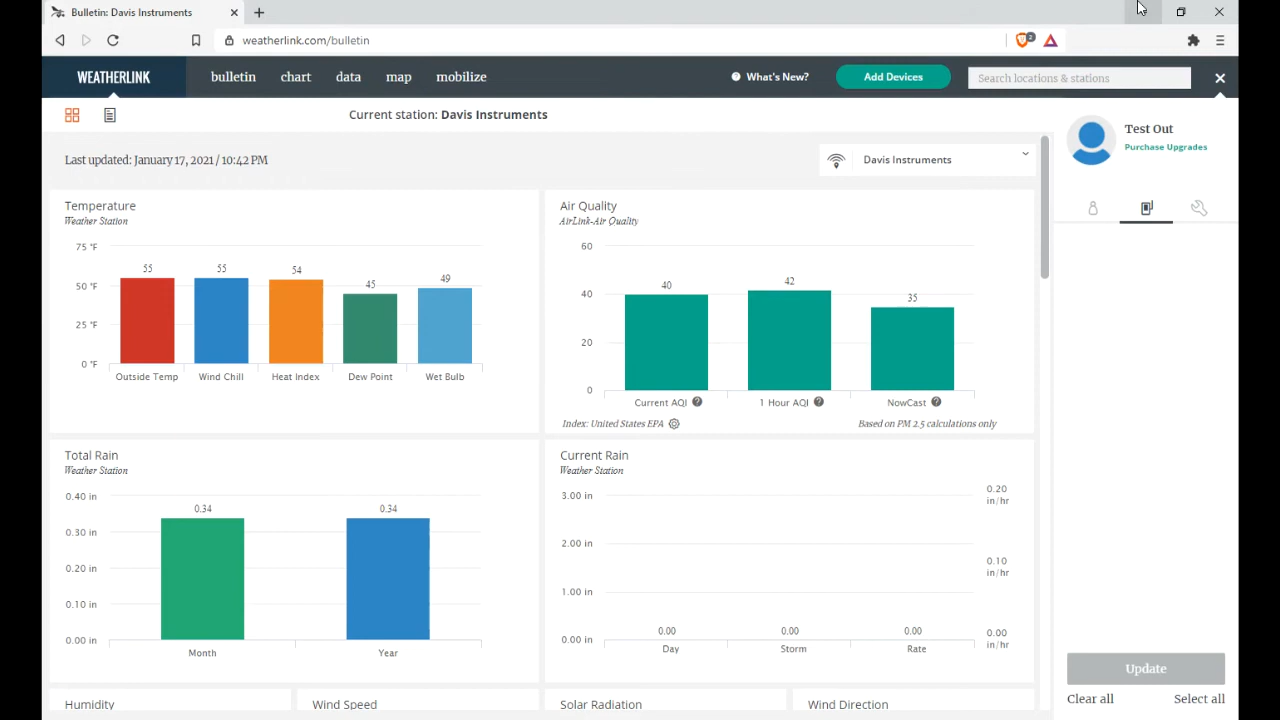 Bulletin: Davis Instruments
weatherlink.com/bulletin
2
WEATHERLINK
bulletin
chart
data
map
mobilize
What's New?
Add Devices
Search locations & stations
Current station: Davis Instruments
Test Out
Purchase Upgrades
Last updated: January 17, 2021 / 10:42 PM
Davis Instruments
Temperature
Weather Station
75 °F
50 °F
25 °F
0 °F
55
55
54
45
49
Outside Temp
Wind Chill
Heat Index
Dew Point
Wet Bulb
Air Quality
AirLink-Air Quality
60
40
20
0
40
42
35
Current AQI
1 Hour AQI
NowCast
Index: United States EPA
Based on PM 2.5 calculations only
Total Rain
Weather Station
0.40 in
0.30 in
0.20 in
0.10 in
0.00 in
0.34
0.34
Month
Year
Current Rain
Weather Station
3.00 in
2.00 in
1.00 in
0.00 in
0.20
in/hr
0.10
in/hr
0.00
in/hr
0.00
0.00
0.00
Day
Storm
Rate
Humidity
Wind Speed
Solar Radiation
Wind Direction
Update
Clear all
Select all